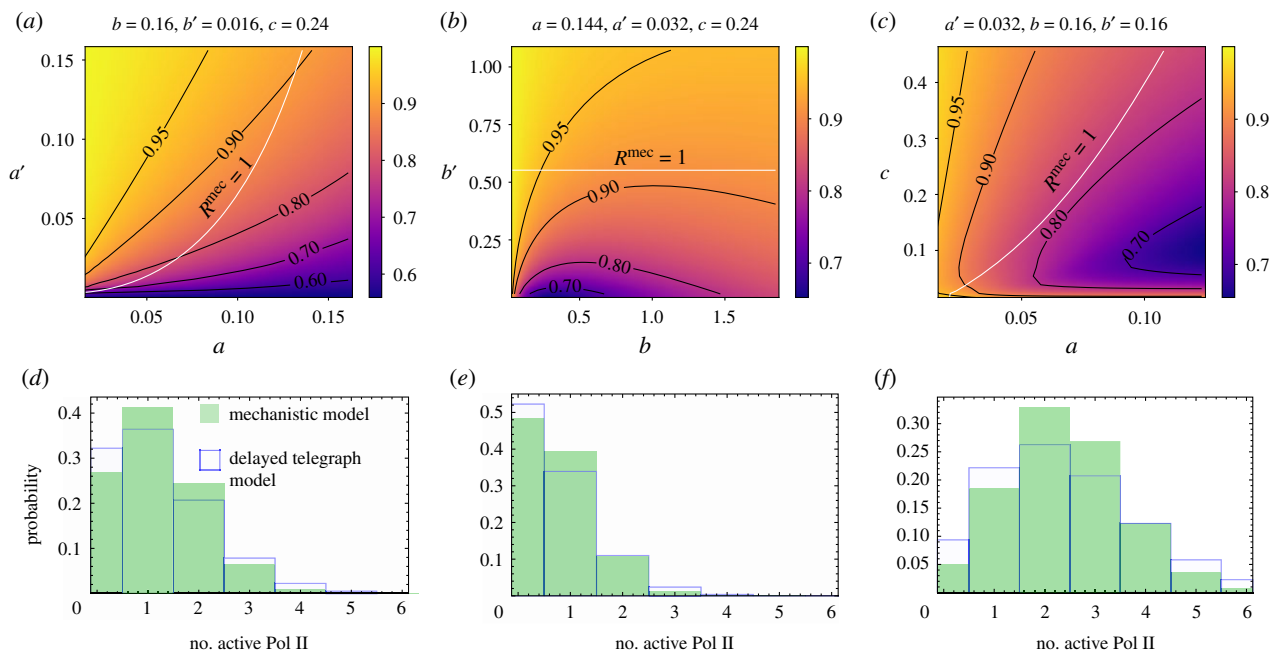 (a) b = 0.16, b′ = 0.016, c = 0.24
0.15
0.10
0.05
a′
0.05 0.10 0.15
a
0.95
0.90
R^mec = 1
0.80
0.70
0.60
0.9
0.8
0.7
0.6
(b) a = 0.144, a′ = 0.032, c = 0.24
1.00
0.75
0.50
0.25
b′
0.5 1.0 1.5
b
0.95
R^mec = 1
0.90
0.80
0.70
0.9
0.8
0.7
(c) a′ = 0.032, b = 0.16, b′ = 0.16
0.4
0.3
0.2
0.1
c
0.05 0.10
a
0.95
0.90
R^mec = 1
0.80
0.70
0.9
0.8
0.7
(d)
0.4
0.3
0.2
0.1
probability
mechanistic model
delayed telegraph
model
0 1 2 3 4 5 6
no. active Pol II
(e)
0.5
0.4
0.3
0.2
0.1
0 1 2 3 4 5 6
no. active Pol II
(f)
0.30
0.25
0.20
0.15
0.10
0.05
0 1 2 3 4 5 6
no. active Pol II